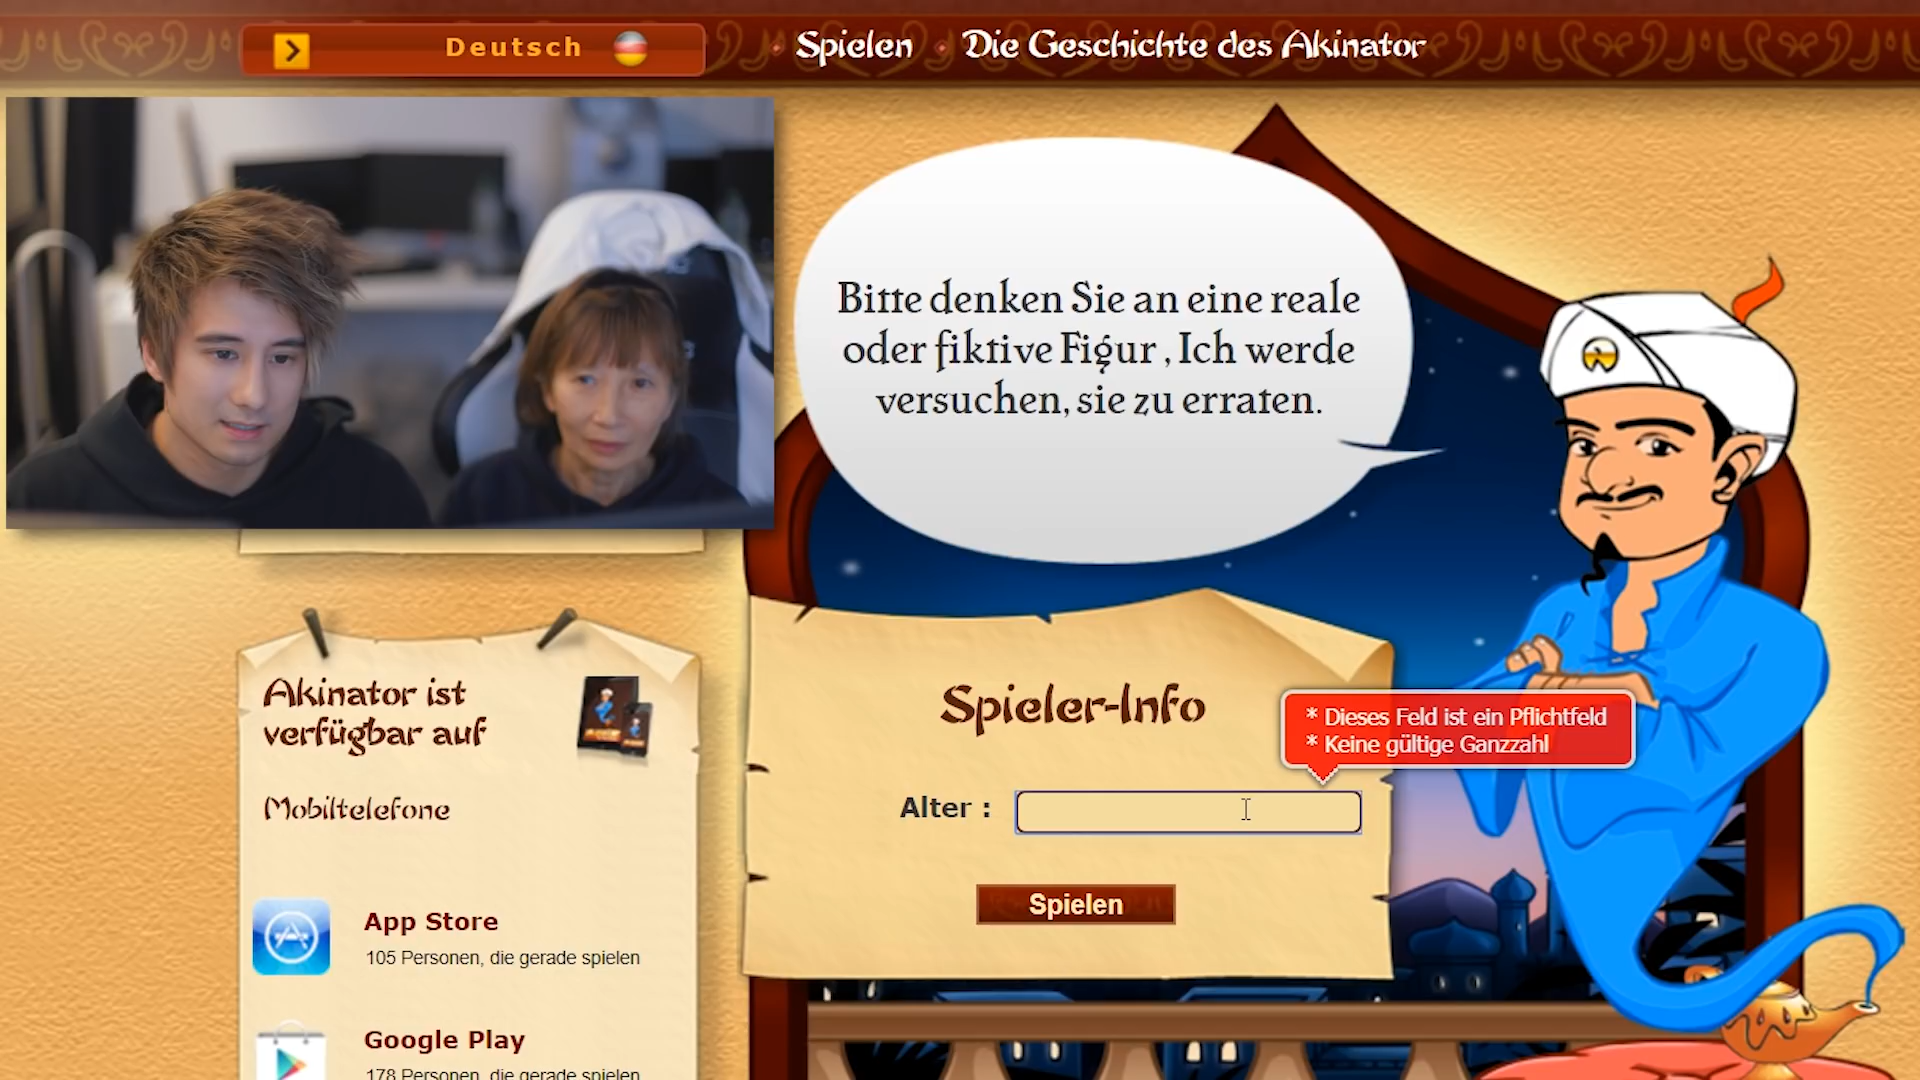 Deutsch
Spielen
Die Geschichte des Akinator
Bitte denken Sie an eine reale
oder fiktive Figur , Ich werde
versuchen, sie zu erraten.
Akinator ist
verfügbar auf
Mobiltelefone
App Store
105 Personen, die gerade spielen
Google Play
178 Personen, die gerade spielen
Spieler-Info
* Dieses Feld ist ein Pflichtfeld
* Keine gültige Ganzzahl
Alter :
Spielen